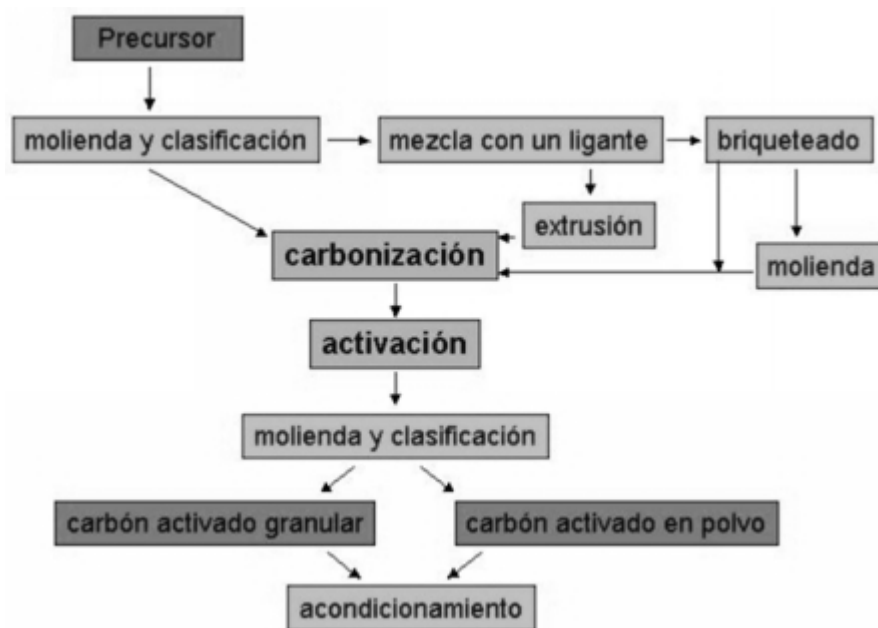 Precursor
molienda y clasificación
mezcla con un ligante
briqueteado
extrusión
carbonización
molienda
activación
molienda y clasificación
carbón activado granular
carbón activado en polvo
acondicionamiento